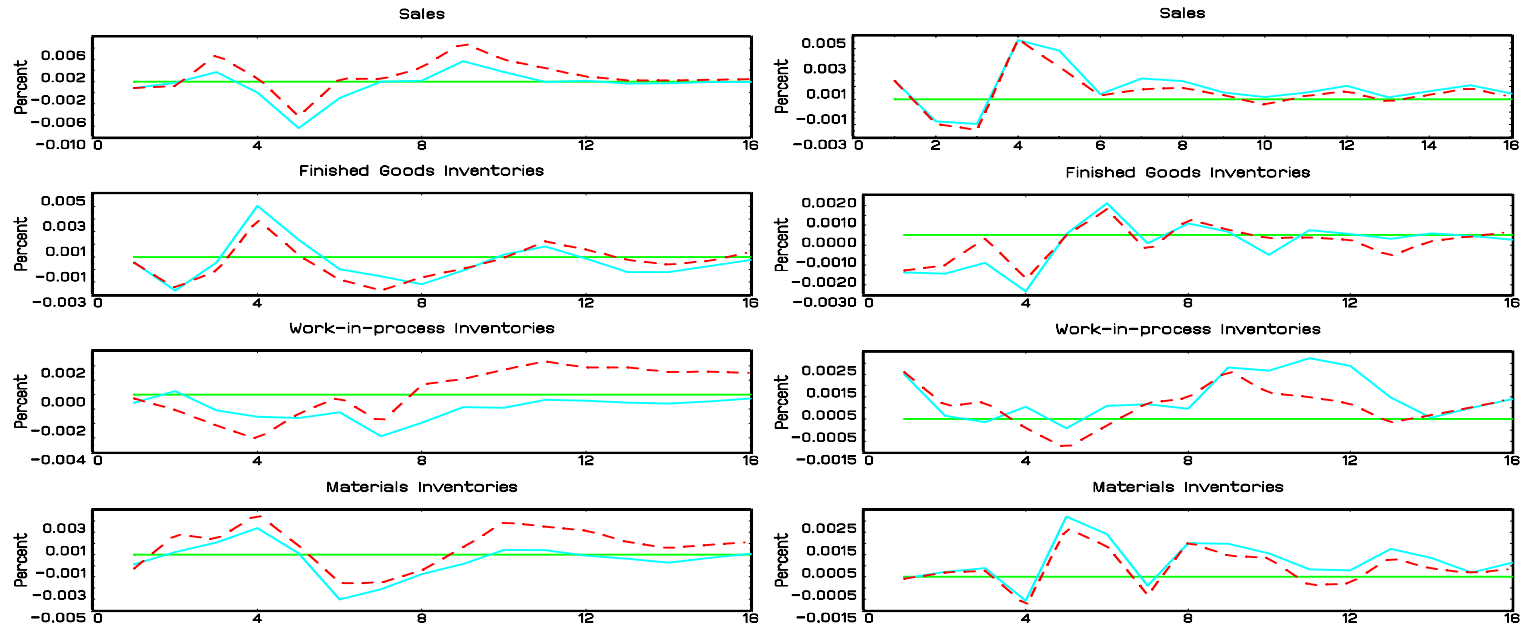 Sales
Percent
0.006
0.002
-0.002
-0.006
-0.010
0 4 8 12 16
Finished Goods Inventories
Percent
0.005
0.003
0.001
-0.001
-0.003
0 4 8 12 16
Work-in-process Inventories
Percent
0.002
0.000
-0.002
-0.004
0 4 8 12 16
Materials Inventories
Percent
0.003
0.001
-0.001
-0.003
-0.005
0 4 8 12 16
Sales
Percent
0.005
0.003
0.001
-0.001
-0.003
0 2 4 6 8 10 12 14 16
Finished Goods Inventories
Percent
0.0020
0.0010
0.0000
-0.0010
-0.0020
-0.0030
0 4 8 12 16
Work-in-process Inventories
Percent
0.0025
0.0015
0.0005
-0.0005
-0.0015
0 4 8 12 16
Materials Inventories
Percent
0.0025
0.0015
0.0005
-0.0005
-0.0015
0 4 8 12 16